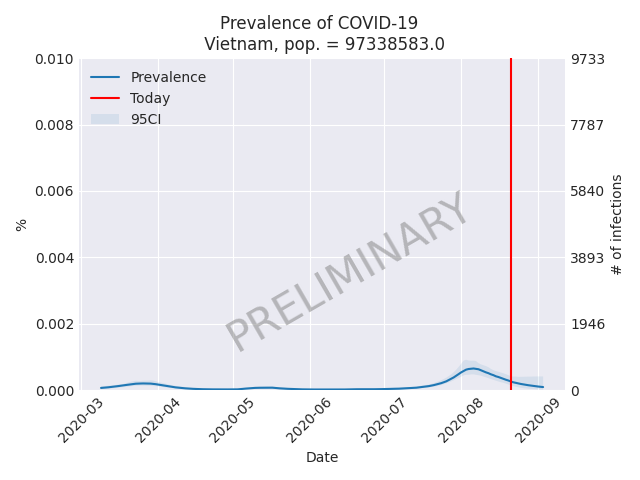 Prevalence of COVID-19
Vietnam, pop. = 97338583.0
0.010
0.008
0.006
0.004
0.002
0.000
%
Prevalence
Today
95CI
PRELIMINARY
9733
7787
5840
3893
1946
0
# of infections
2020-03
2020-04
2020-05
2020-06
2020-07
2020-08
2020-09
Date